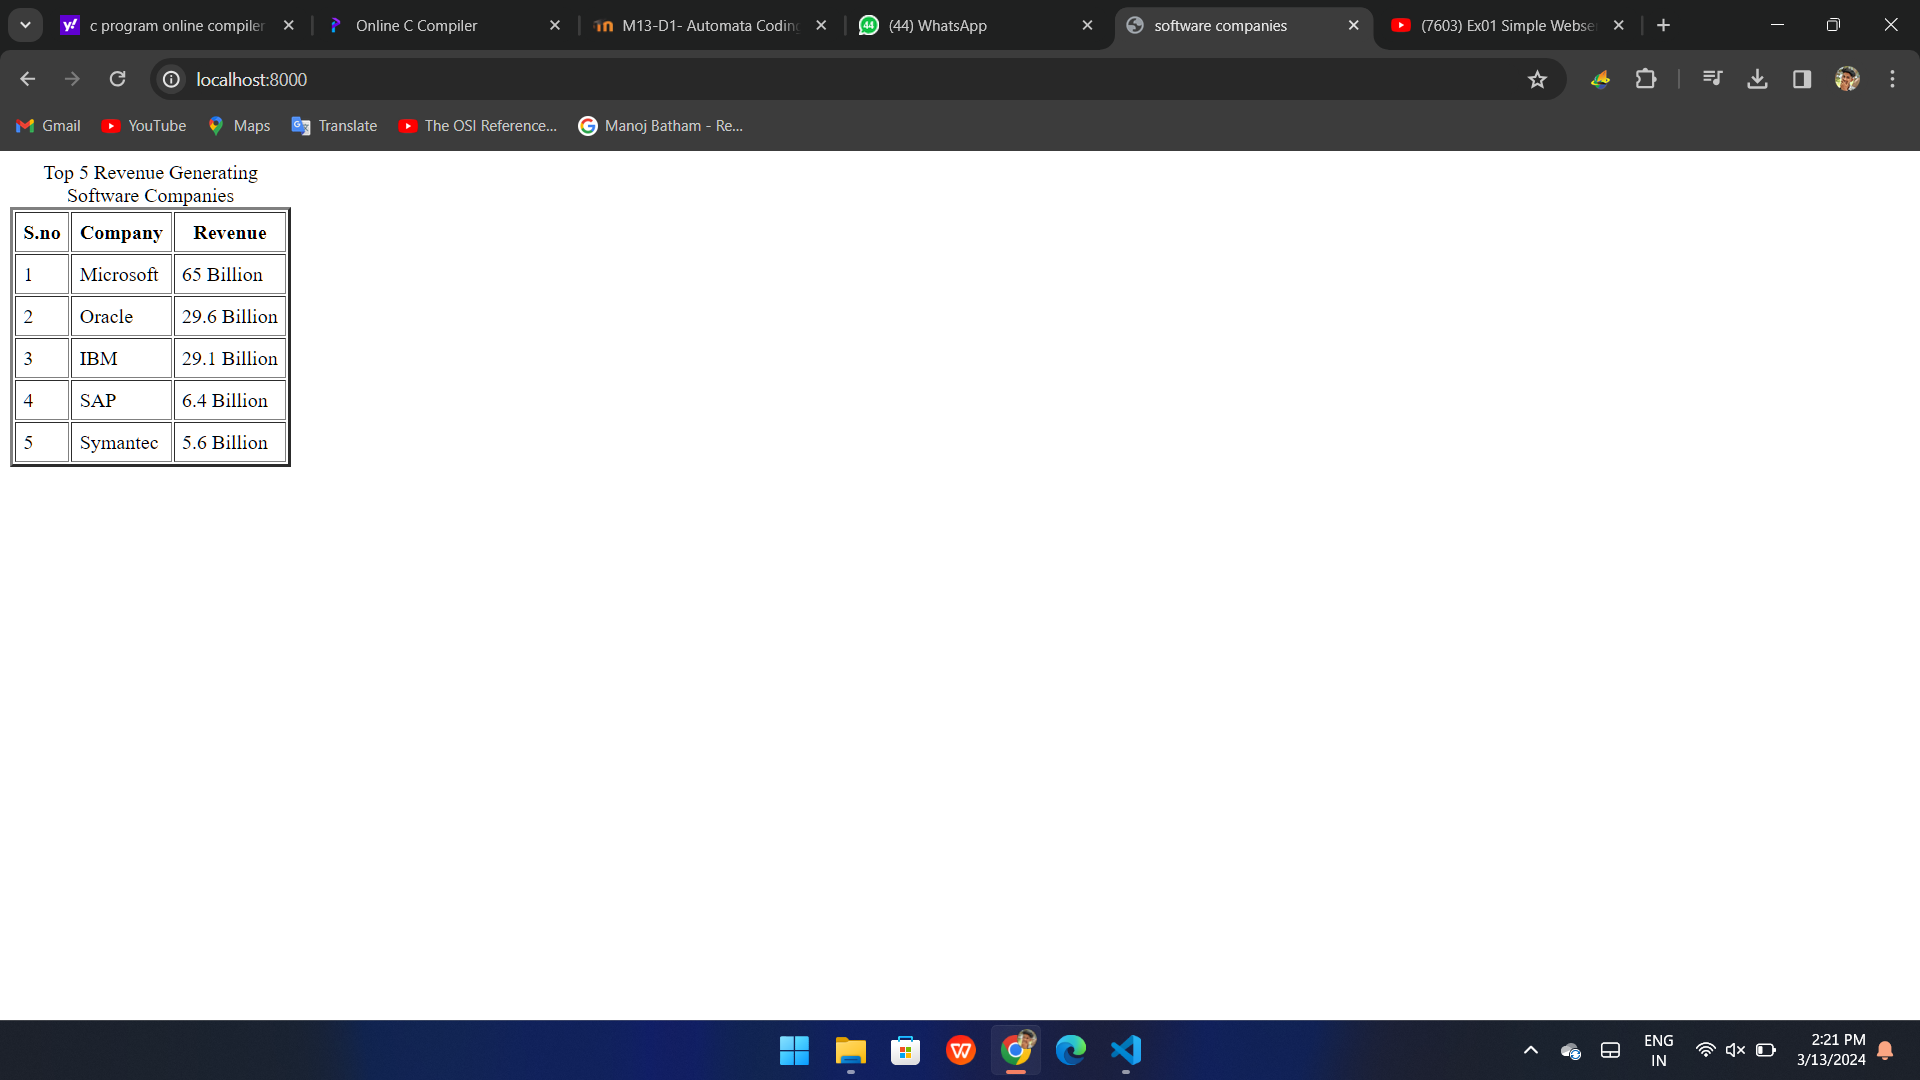 c program online compiler
Online C Compiler
M13-D1- Automata Coding
(44) WhatsApp
software companies
(7603) Ex01 Simple Webse
localhost:8000
Gmail
YouTube
Maps
Translate
The OSI Reference...
Manoj Batham - Re...
Top 5 Revenue Generating
Software Companies
S.no Company Revenue
1 Microsoft 65 Billion
2 Oracle 29.6 Billion
3 IBM 29.1 Billion
4 SAP 6.4 Billion
5 Symantec 5.6 Billion
ENG
IN
2:21 PM
3/13/2024